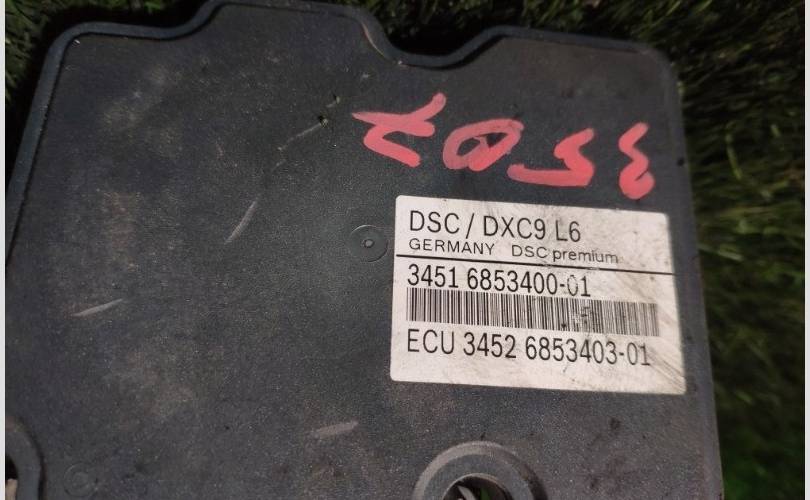 DSC / DXC9 L6
GERMANY DSC premium
3451 6853400-01
ECU 3452 6853403-01